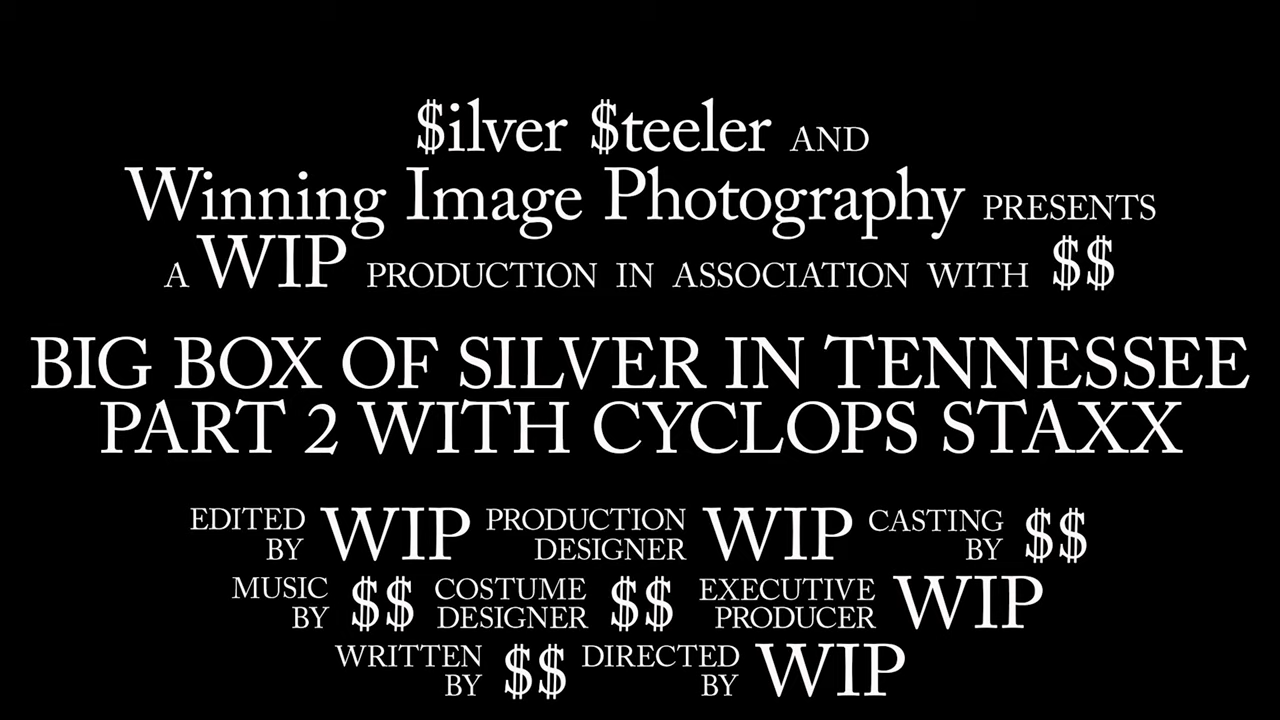 $ilver $teeler AND
Winning Image Photography PRESENTS
A WIP PRODUCTION IN ASSOCIATION WITH $$
BIG BOX OF SILVER IN TENNESSEE
PART 2 WITH CYCLOPS STAXX
EDITED BY WIP PRODUCTION DESIGNER WIP CASTING BY $$
MUSIC BY $$ COSTUME DESIGNER $$ EXECUTIVE PRODUCER WIP
WRITTEN BY $$ DIRECTED BY WIP